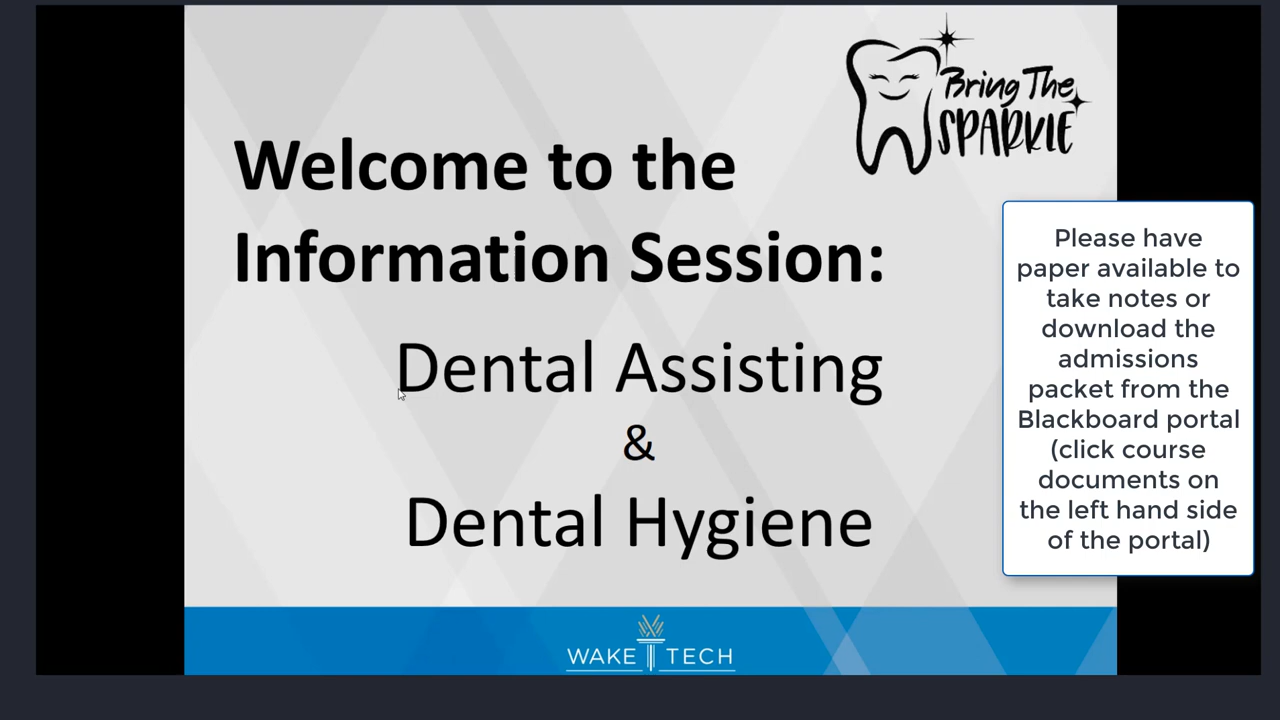 Bring The
SPARKLE
Welcome to the
Information Session:
Dental Assisting
&
Dental Hygiene
Please have
paper available to
take notes or
download the
admissions
packet from the
Blackboard portal
(click course
documents on
the left hand side
of the portal)
WAKE TECH